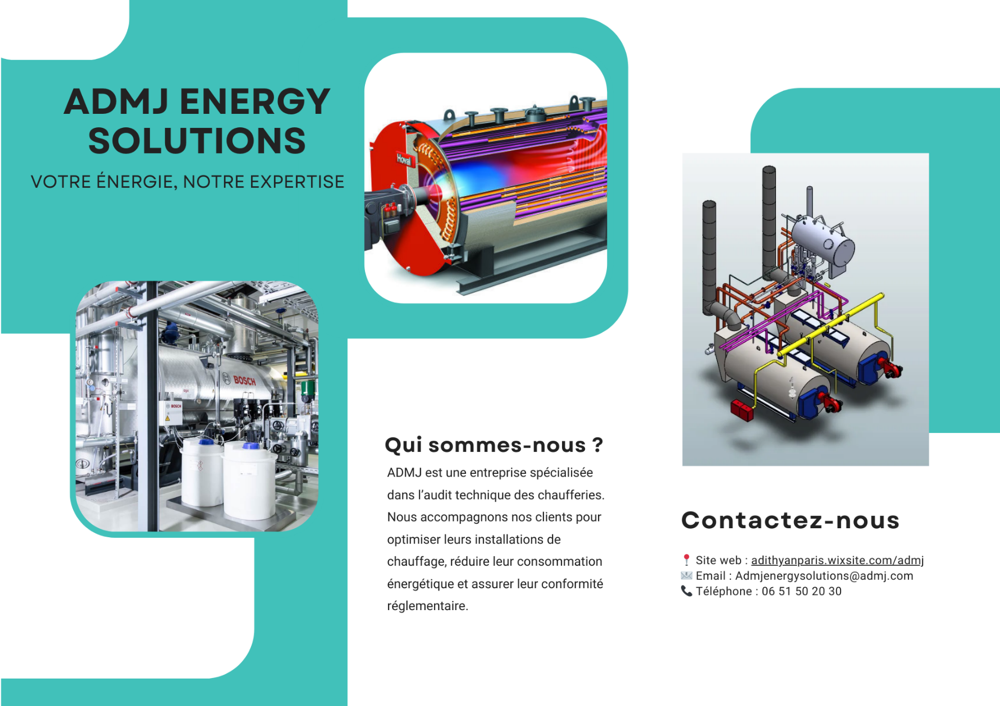 ADMJ ENERGY
SOLUTIONS
VOTRE ÉNERGIE, NOTRE EXPERTISE
Hoval
BOSCH
BOSCH
Qui sommes-nous ?
ADMJ est une entreprise spécialisée
dans l’audit technique des chaufferies.
Nous accompagnons nos clients pour
optimiser leurs installations de
chauffage, réduire leur consommation
énergétique et assurer leur conformité
réglementaire.
Contactez-nous
📍 Site web : adithyanparis.wixsite.com/admj
📧 Email : Admjenergysolutions@admj.com
📞 Téléphone : 06 51 50 20 30